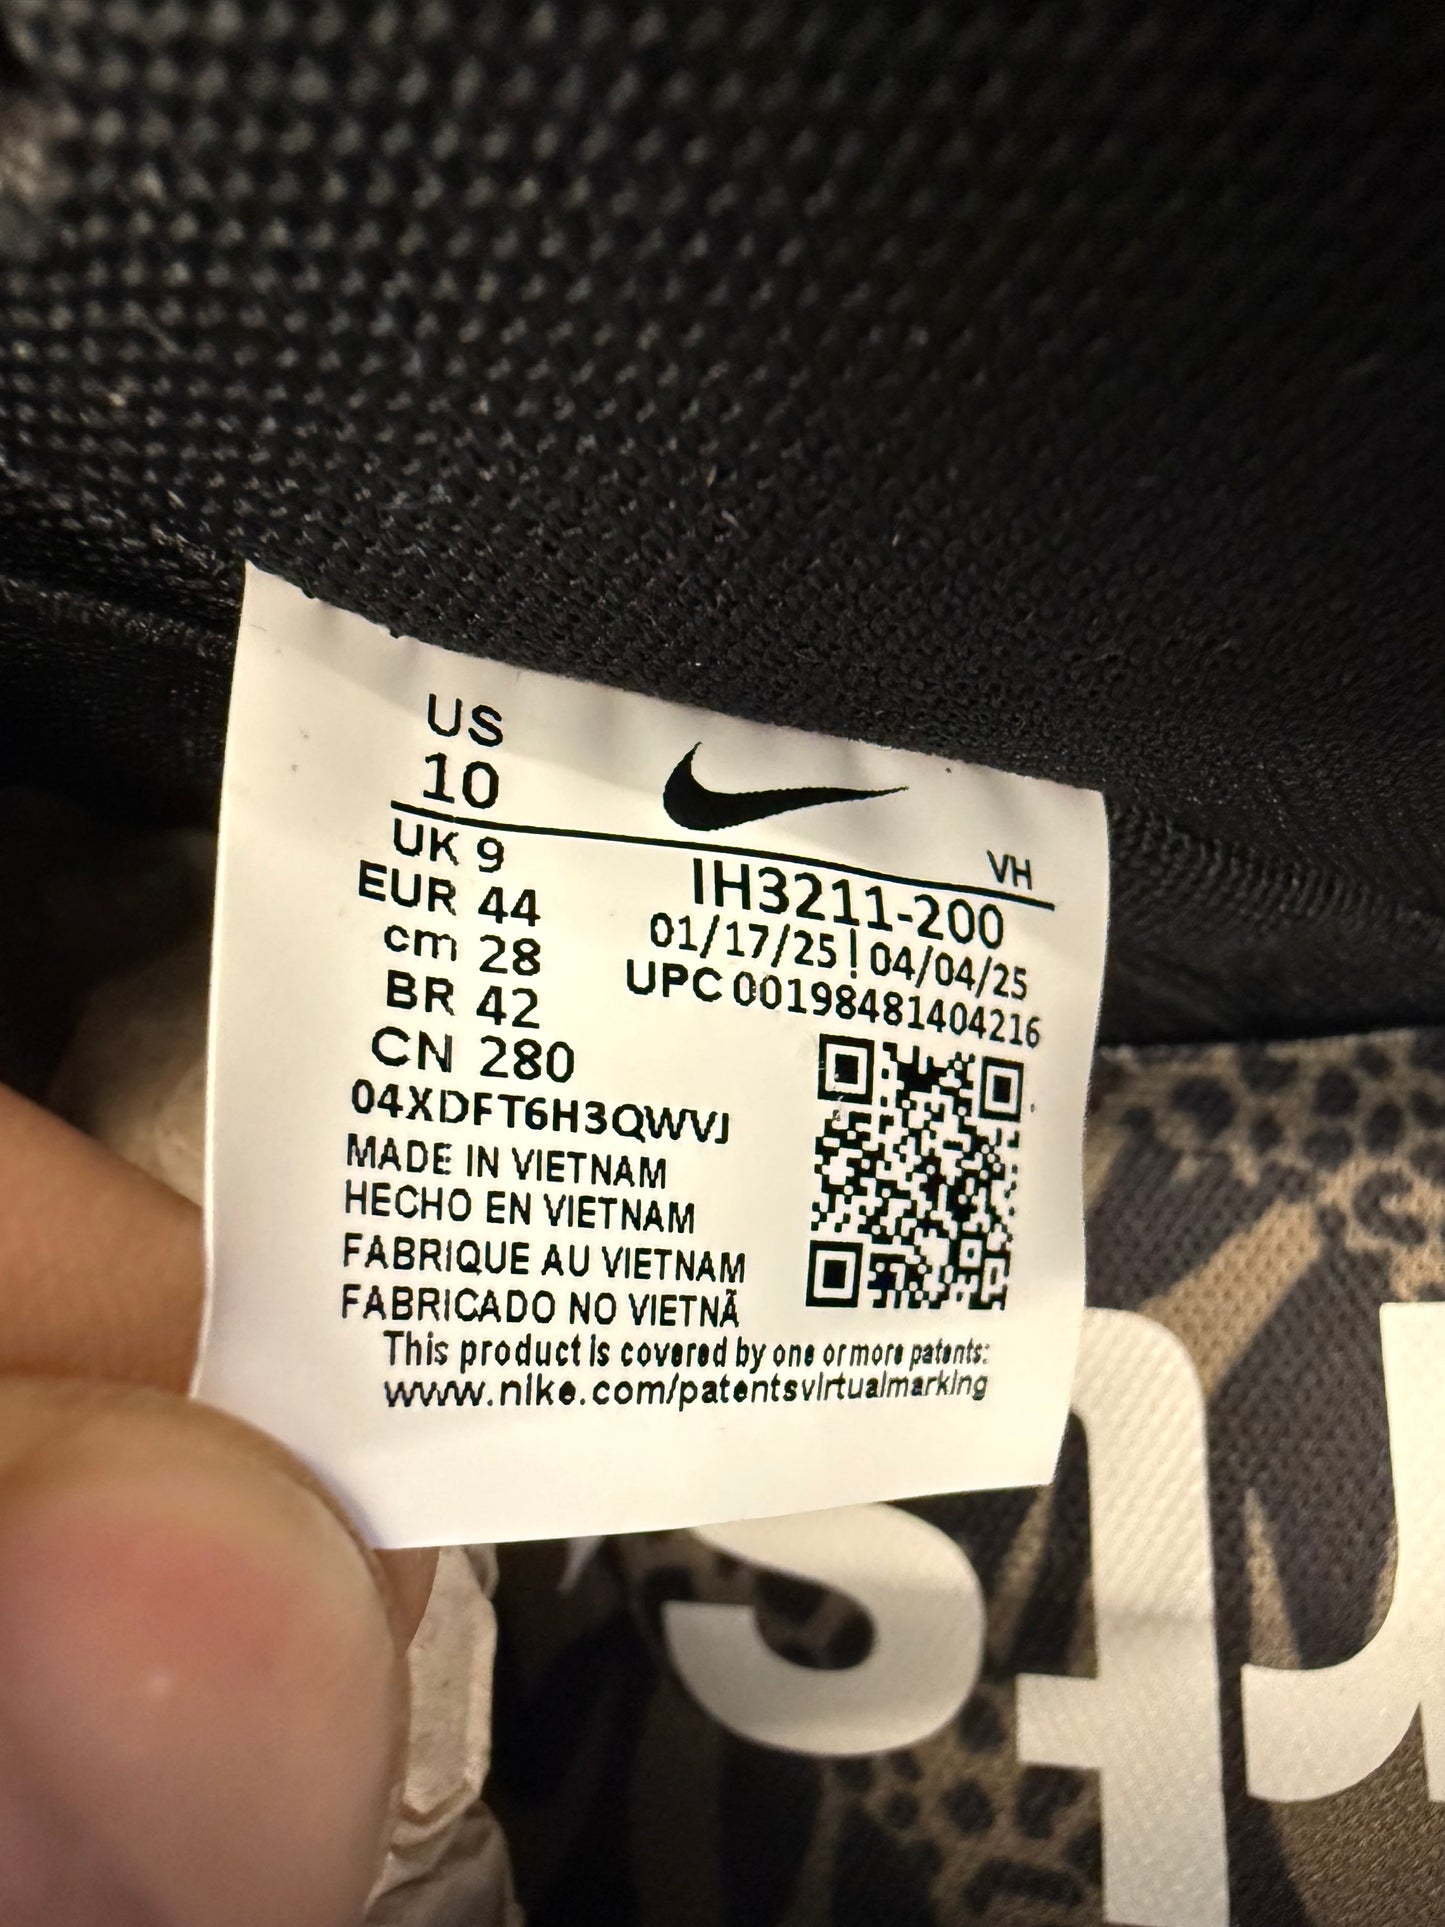 US
10
VH
UK 9
IH3211-200
EUR 44
01/17/25 | 04/04/25
cm 28
UPC 00198481404216
BR 42
CN 280
04XDFT6H3QWVJ
MADE IN VIETNAM
HECHO EN VIETNAM
FABRIQUE AU VIETNAM
FABRICADO NO VIETNÃ
This product is covered by one or more patents:
www.nike.com/patentsvirtualmarking